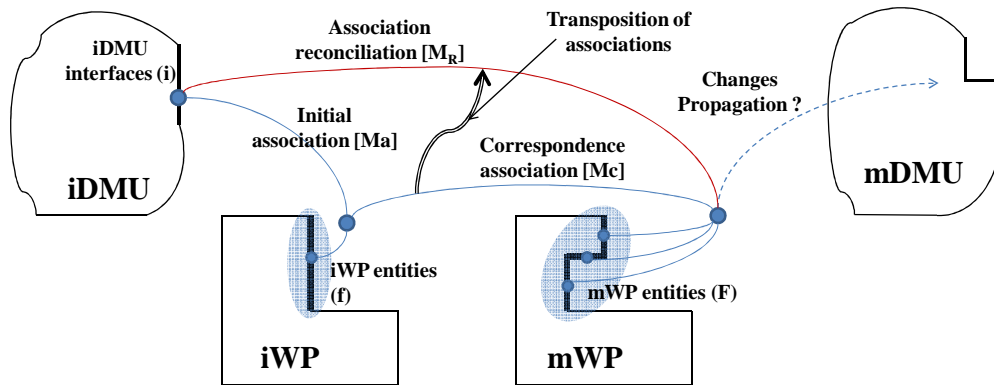 iDMU
interfaces (i)
iDMU
Association
reconciliation [M_R]
Transposition of
associations
Initial
association [Ma]
Correspondence
association [Mc]
Changes
Propagation ?
mDMU
iWP entities
(f)
iWP
mWP entities (F)
mWP